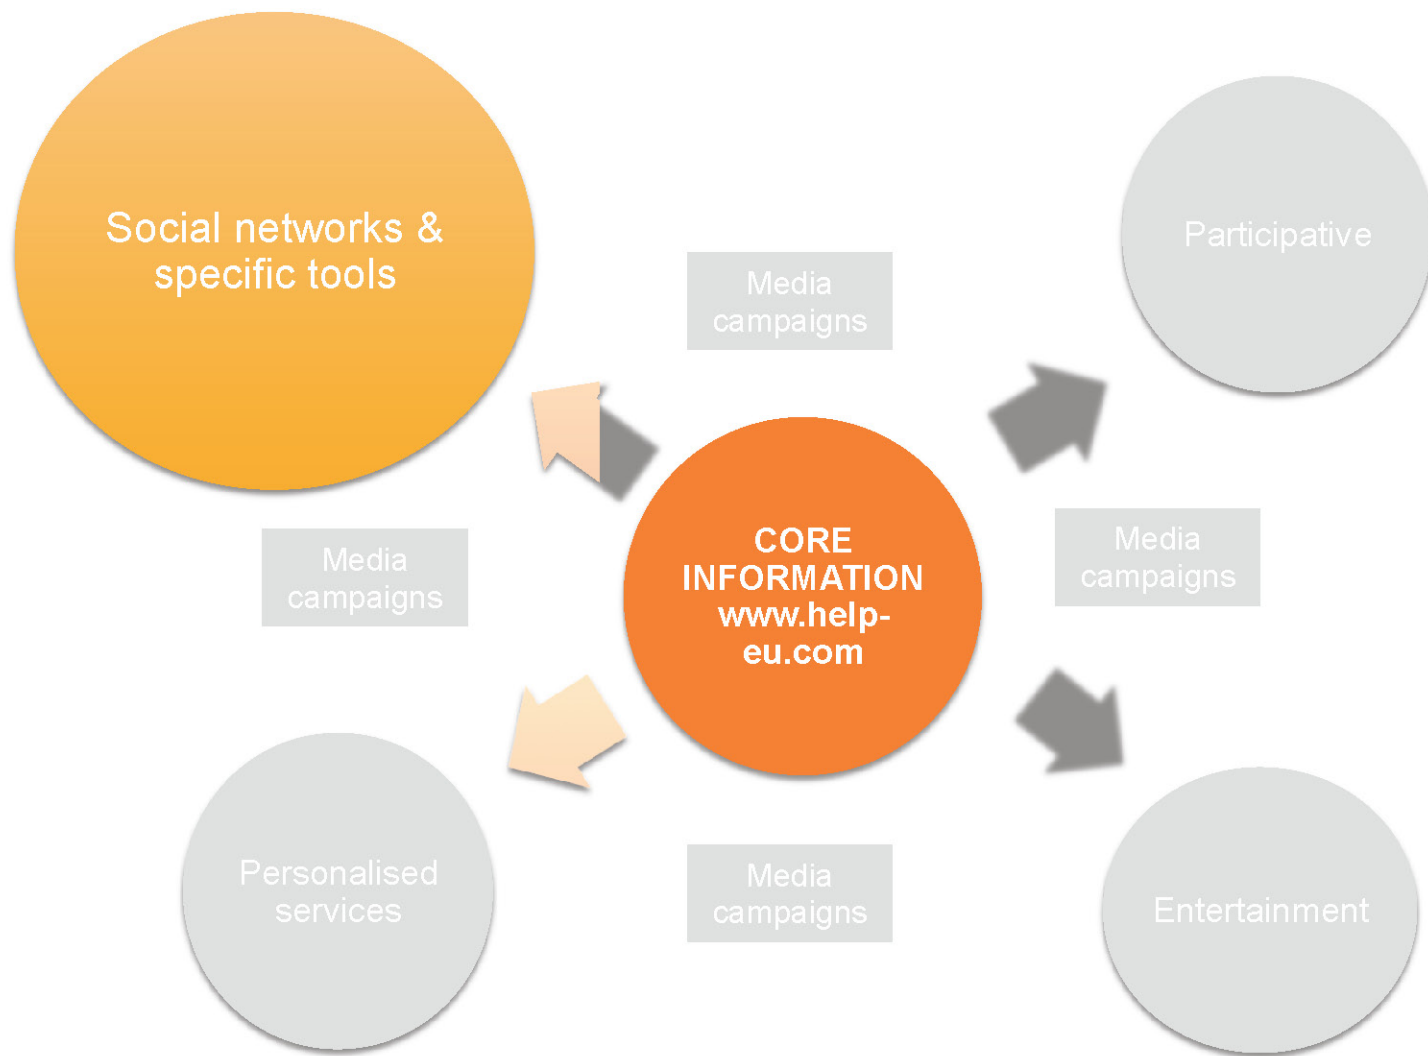 Social networks &
specific tools
Participative
Media
campaigns
Media
campaigns
CORE
INFORMATION
www.help-
eu.com
Media
campaigns
Personalised
services
Media
campaigns
Entertainment